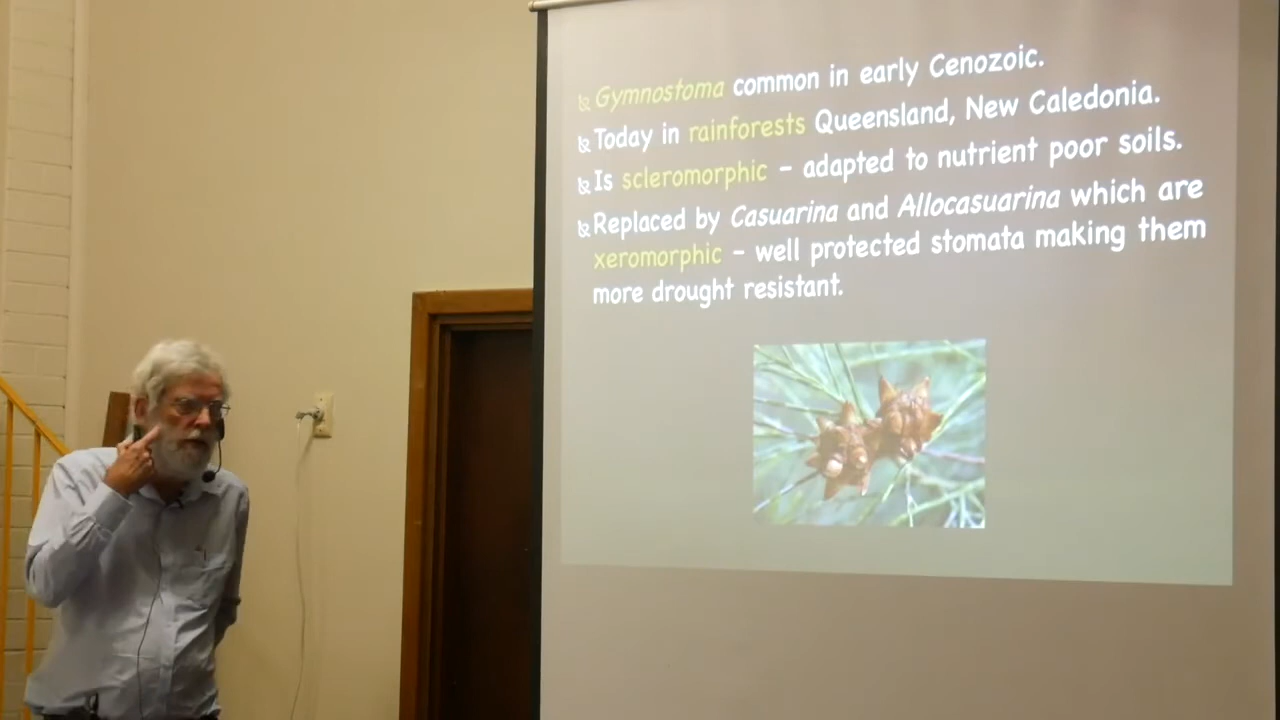 Gymnostoma common in early Cenozoic.
Today in rainforests Queensland, New Caledonia.
Is scleromorphic – adapted to nutrient poor soils.
Replaced by Casuarina and Allocasuarina which are
xeromorphic – well protected stomata making them
more drought resistant.